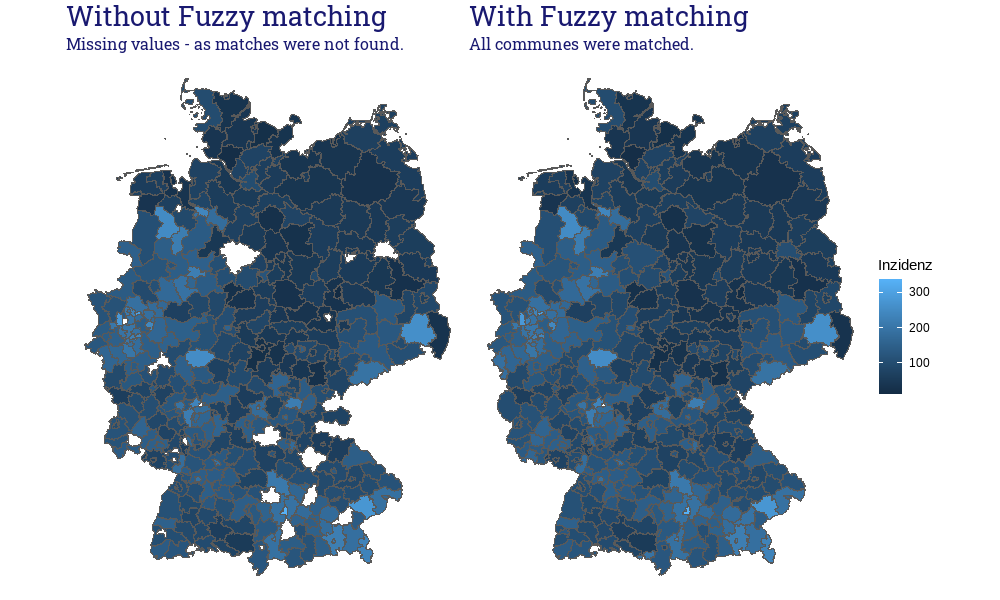 Without Fuzzy matching
Missing values - as matches were not found.
With Fuzzy matching
All communes were matched.
Inzidenz
300
200
100